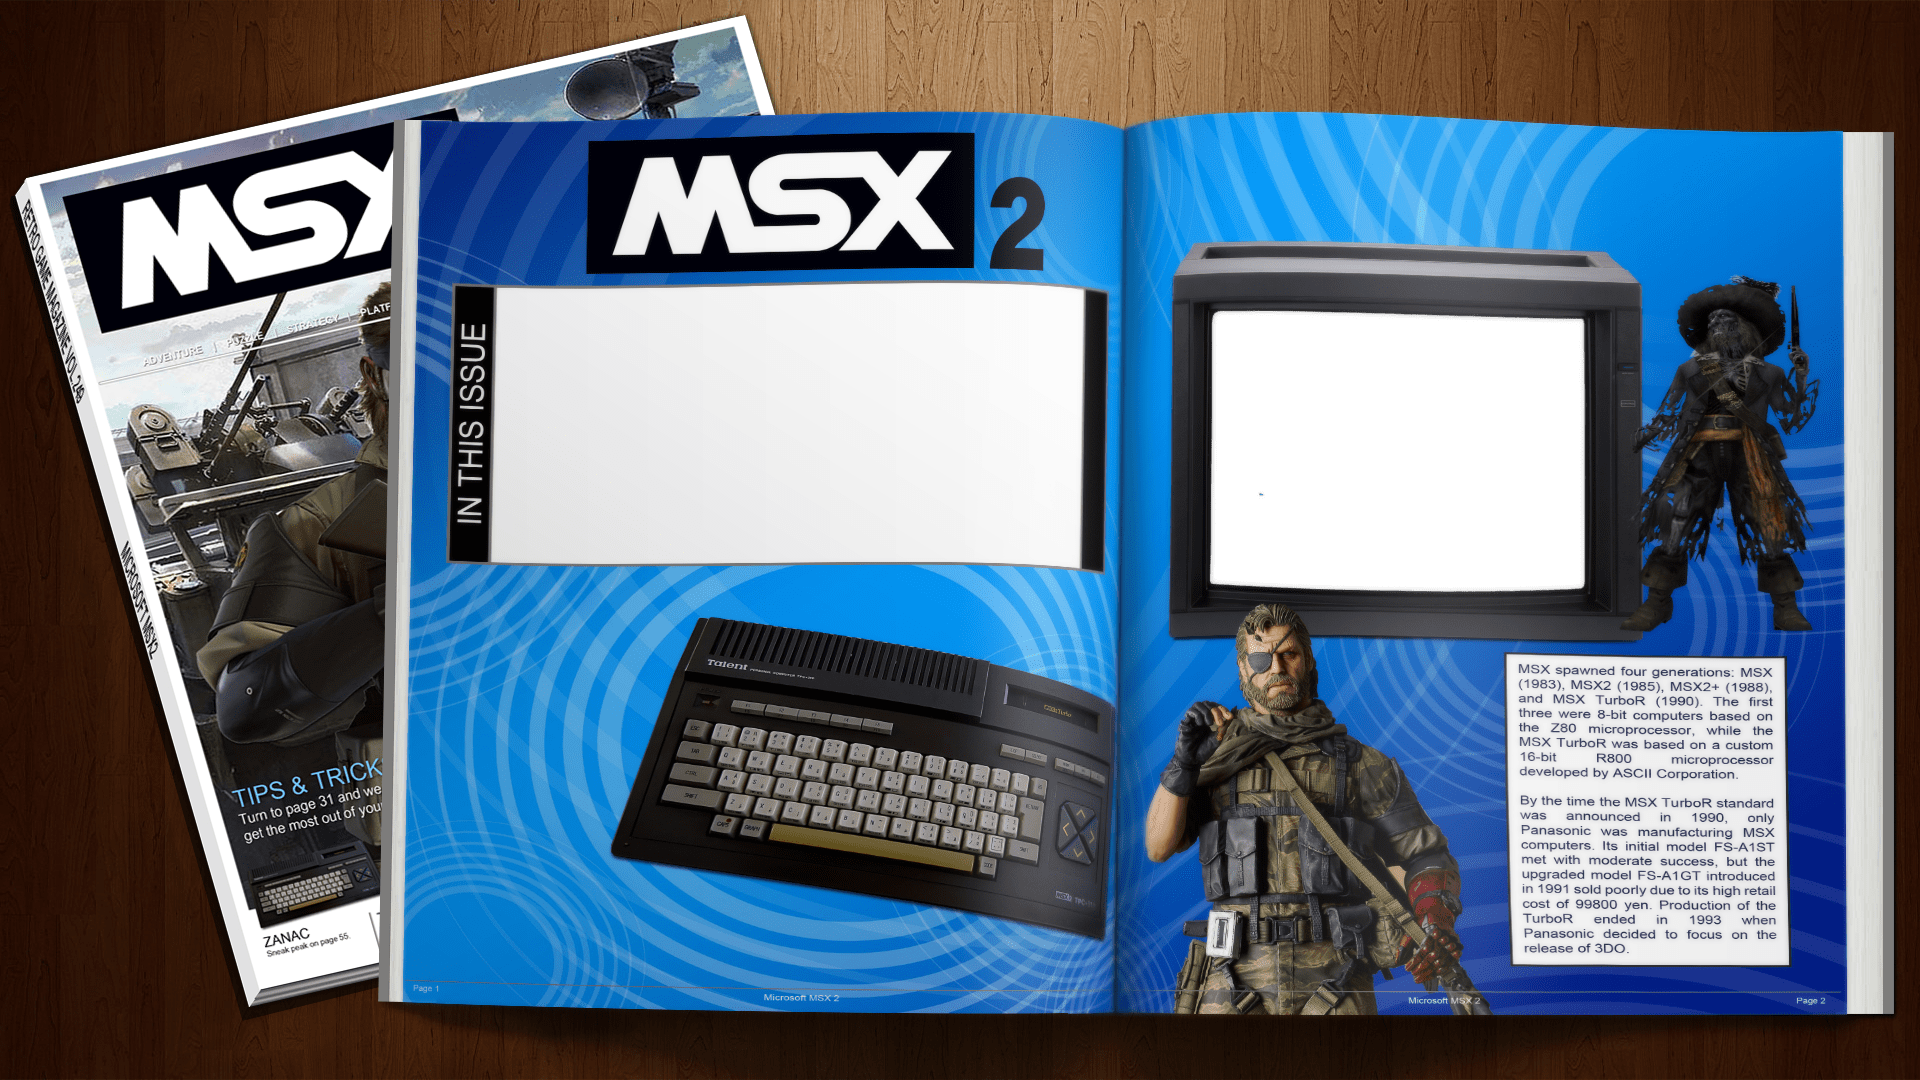 MSX
RETRO GAME MAGAZINE VOL.249
MICROSOFT MSX2
ADVENTURE | PUZZLE | STRATEGY | PLATF
TIPS & TRICK
Turn to page 31 and we
get the most out of you
ZANAC
Sneak peak on page 55.
MSX 2
IN THIS ISSUE
Talent
PERSONAL COMPUTER
Page 1
Microsoft MSX 2
MSX spawned four generations: MSX
(1983), MSX2 (1985), MSX2+ (1988),
and MSX TurboR (1990). The first
three were 8-bit computers based on
the Z80 microprocessor, while the
MSX TurboR was based on a custom
16-bit R800 microprocessor
developed by ASCII Corporation.
By the time the MSX TurboR standard
was announced in 1990, only
Panasonic was manufacturing MSX
computers. Its initial model FS-A1ST
met with moderate success, but the
upgraded model FS-A1GT introduced
in 1991 sold poorly due to its high retail
cost of 99800 yen. Production of the
TurboR ended in 1993 when
Panasonic decided to focus on the
release of 3DO.
Microsoft MSX 2
Page 2